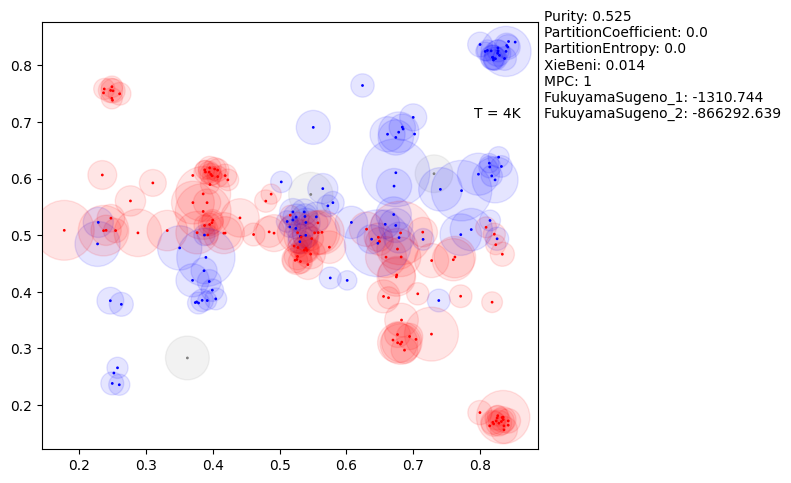 Purity: 0.525
PartitionCoefficient: 0.0
PartitionEntropy: 0.0
XieBeni: 0.014
MPC: 1
FukuyamaSugeno_1: -1310.744
FukuyamaSugeno_2: -866292.639
T = 4K
0.8
0.7
0.6
0.5
0.4
0.3
0.2
0.2 0.3 0.4 0.5 0.6 0.7 0.8